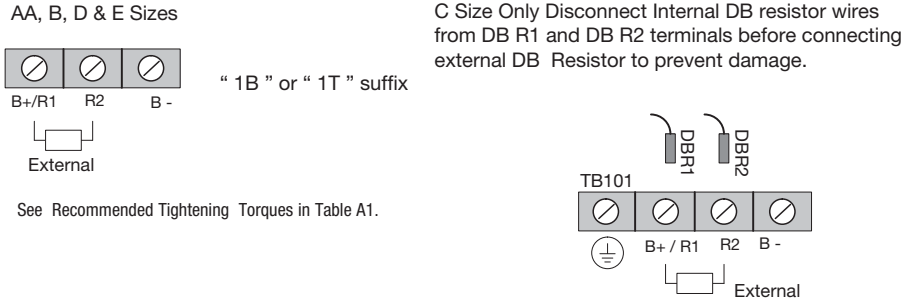 AA, B, D & E Sizes
B+/R1 R2 B -
External
“ 1B ” or “ 1T ” suffix
See Recommended Tightening Torques in Table A1.
C Size Only Disconnect Internal DB resistor wires
from DB R1 and DB R2 terminals before connecting
external DB Resistor to prevent damage.
DBR1
DBR2
TB101
B+ / R1 R2 B -
External